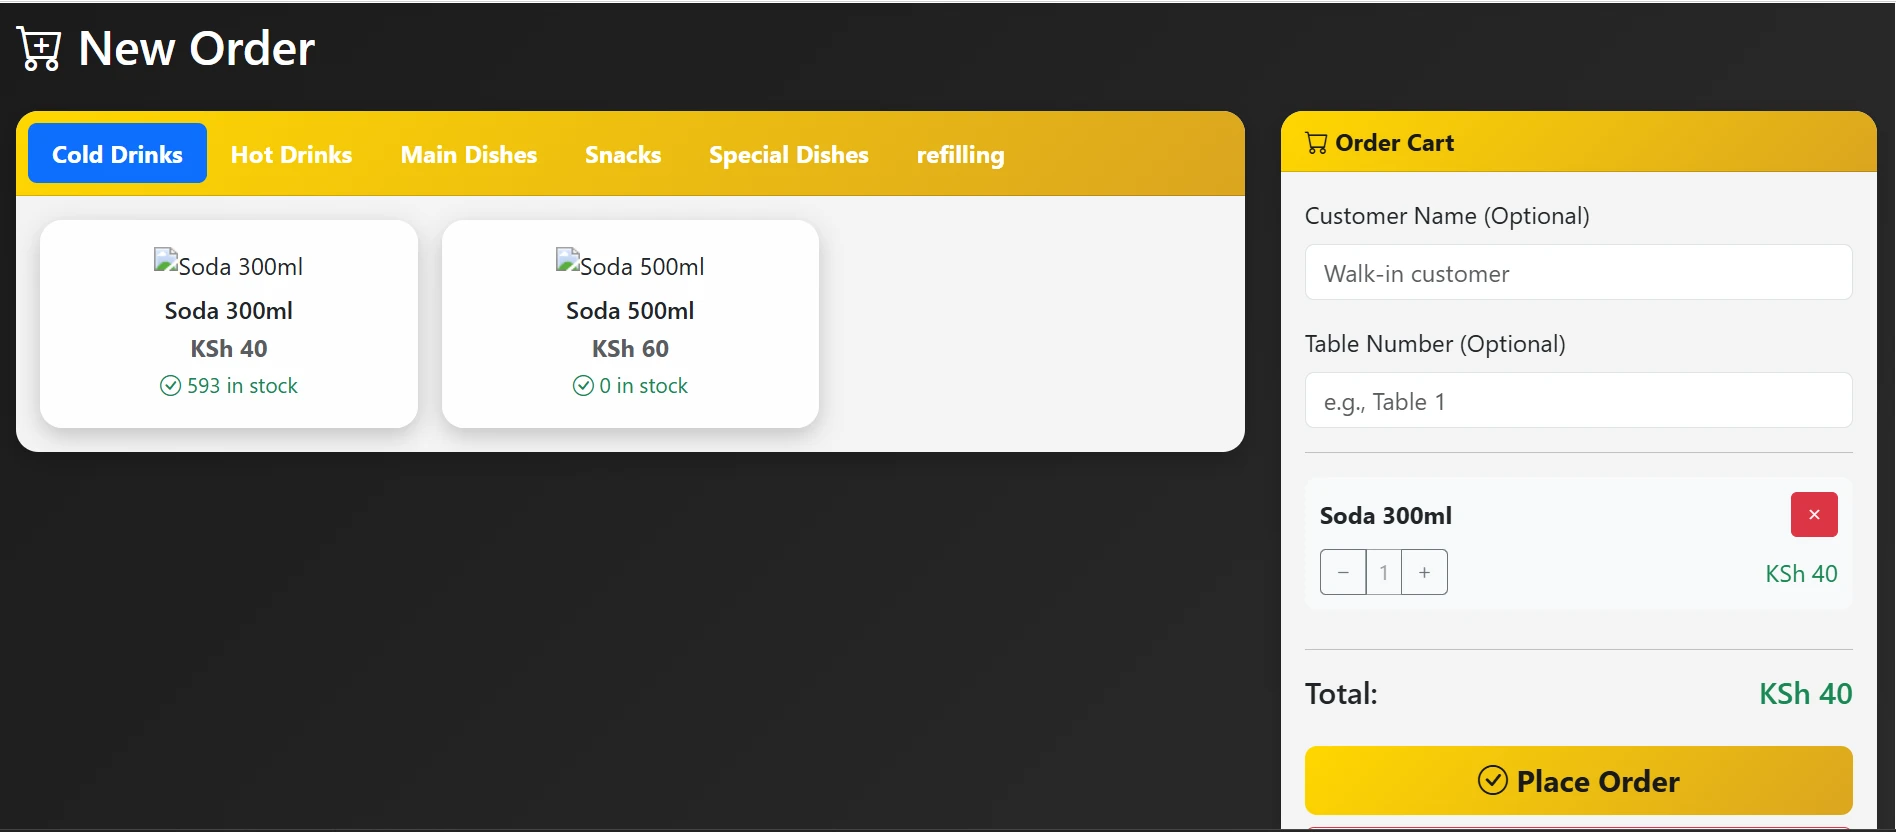 New Order
Cold Drinks Hot Drinks Main Dishes Snacks Special Dishes refilling
Soda 300ml
Soda 300ml
KSh 40
593 in stock
Soda 500ml
Soda 500ml
KSh 60
0 in stock
Order Cart
Customer Name (Optional)
Walk-in customer
Table Number (Optional)
e.g., Table 1
Soda 300ml ×
− 1 + KSh 40
Total: KSh 40
Place Order